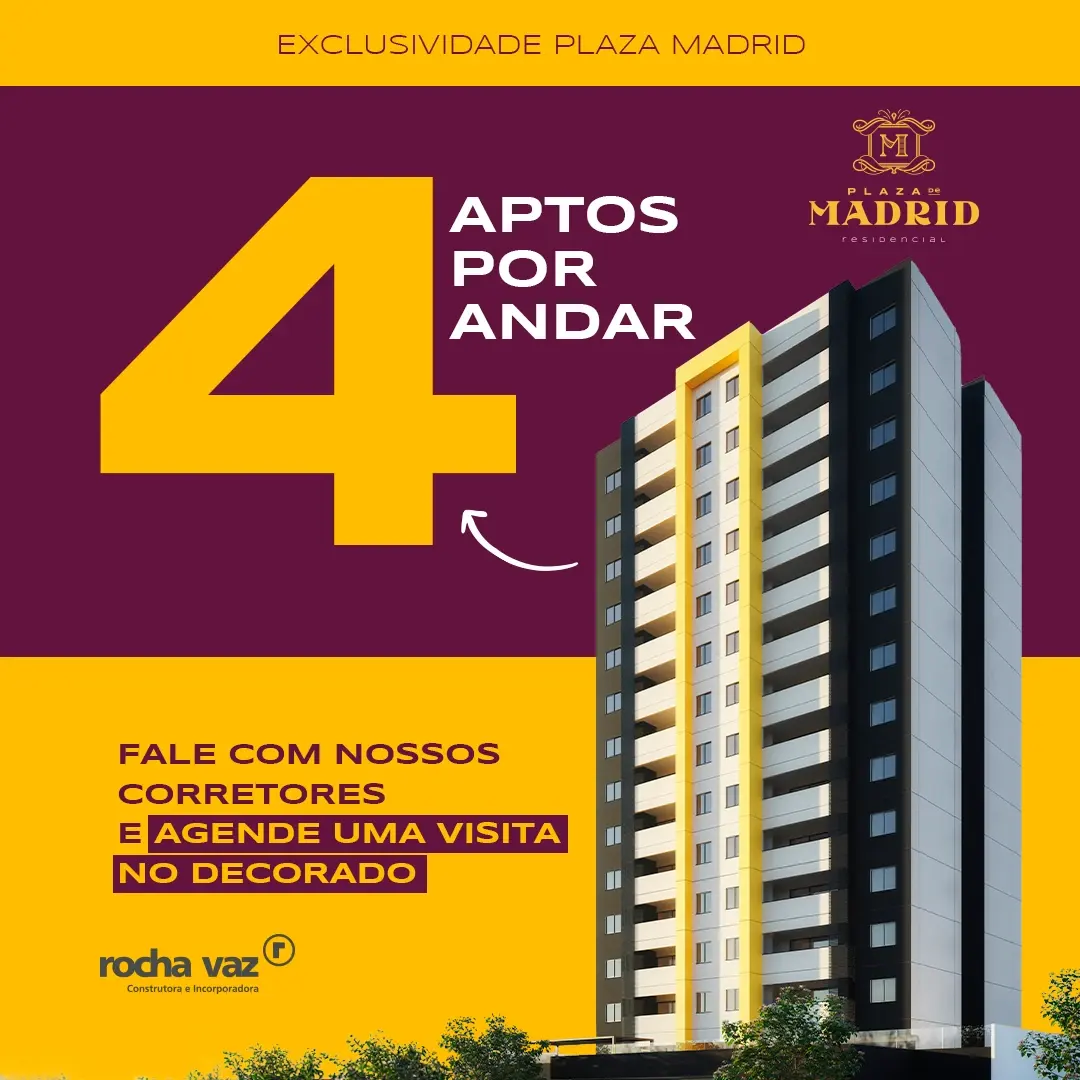 EXCLUSIVIDADE PLAZA MADRID
M
PLAZA DE
MADRID
residencial
4
APTOS
POR
ANDAR
FALE COM NOSSOS
CORRETORES
E AGENDE UMA VISITA
NO DECORADO
rocha vaz r
Construtora e Incorporadora